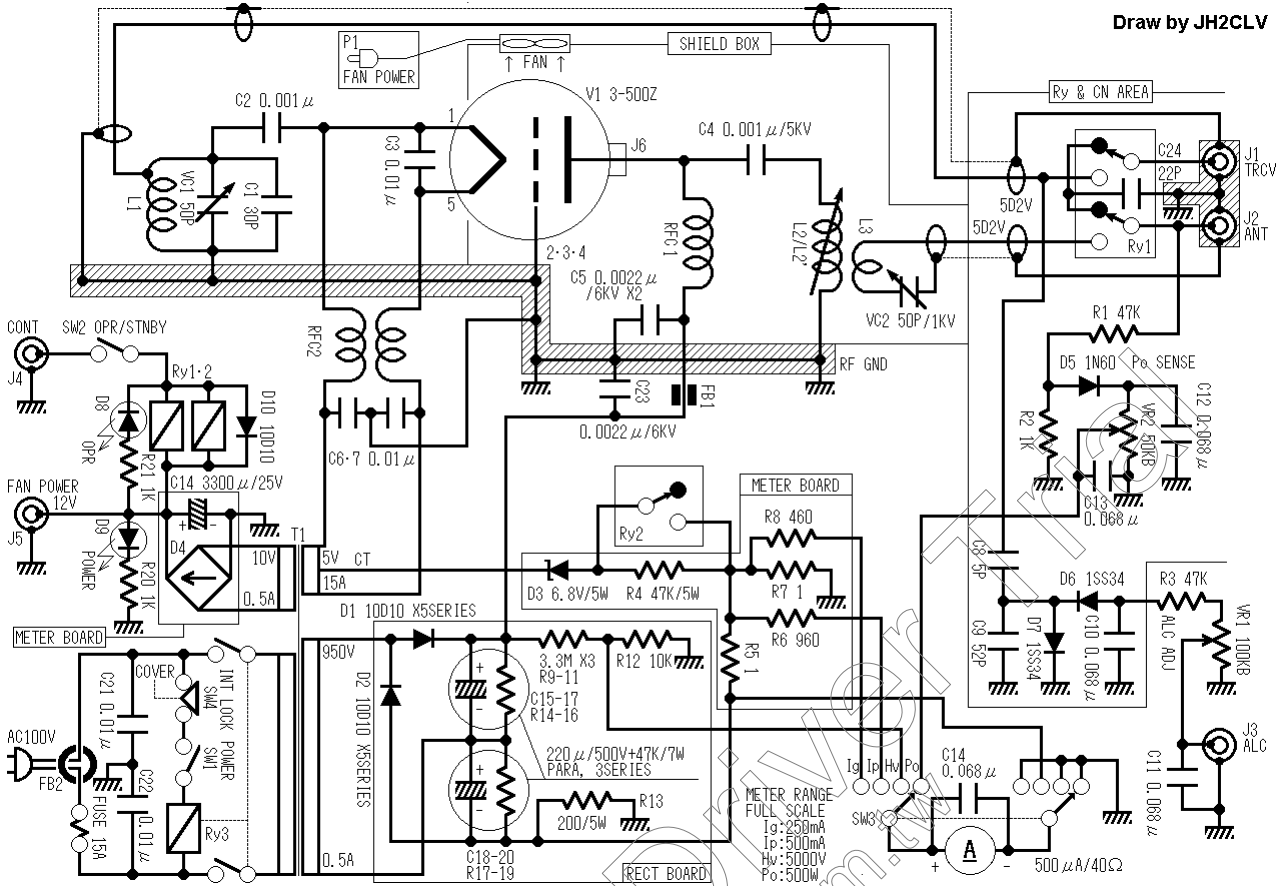 Draw by JH2CLV
P1
FAN POWER
↑ FAN ↑
SHIELD BOX
V1 3-500Z
Ry & CN AREA
C2 0.001μ
1
C3 0.01μ
5
J6
C4 0.001μ/5KV
C24
22P
J1
TRCV
J2
ANT
Ry1
5D2V
5D2V
L1
VC1 50P
C1 30P
2·3·4
RFC1
L2/L2'
L3
VC2 50P/1KV
C5 0.0022μ
/6KV X2
RF GND
CONT
J4
SW2 OPR/STNBY
Ry1·2
RFC2
D8
OPR
R21 1K
D10 10D10
C23
0.0022μ/6KV
FB1
R1 47K
D5 1N60
Po SENSE
R2 1K
VR2 50KB
C12 0.068μ
C13
0.068μ
C6·7 0.01μ
C14 3300μ/25V
+
-
FAN POWER
12V
J5
D9
POWER
R20 1K
D4
10V
0.5A
T1
5V
CT
15A
METER BOARD
Ry2
METER BOARD
R8 460
R7 1
R6 960
D3 6.8V/5W
R4 47K/5W
R5 1
C8 5P
D6 1SS34
R3 47K
ALC ADJ
VR1 100KB
C9 52P
D7 1SS34
C10 0.068μ
D1 10D10 X5SERIES
950V
D2 10D10 X5SERIES
3.3M X3
R9-11
R12 10K
+
-
C15-17
R14-16
220μ/500V+47K/7W
PARA, 3SERIES
+
-
R13
200/5W
C18-20
R17-19
0.5A
RECT BOARD
COVER
SW4
INT LOCK POWER
SW1
C21 0.01μ
AC100V
FB2
C22
0.01μ
FUSE 15A
Ry3
Ig
Ip
Hv
Po
METER RANGE
FULL SCALE
Ig:250mA
Ip:500mA
Hv:5000V
Po:500W
SW3
C14
0.068μ
A
+
-
500μA/40Ω
C11 0.068μ
J3
ALC